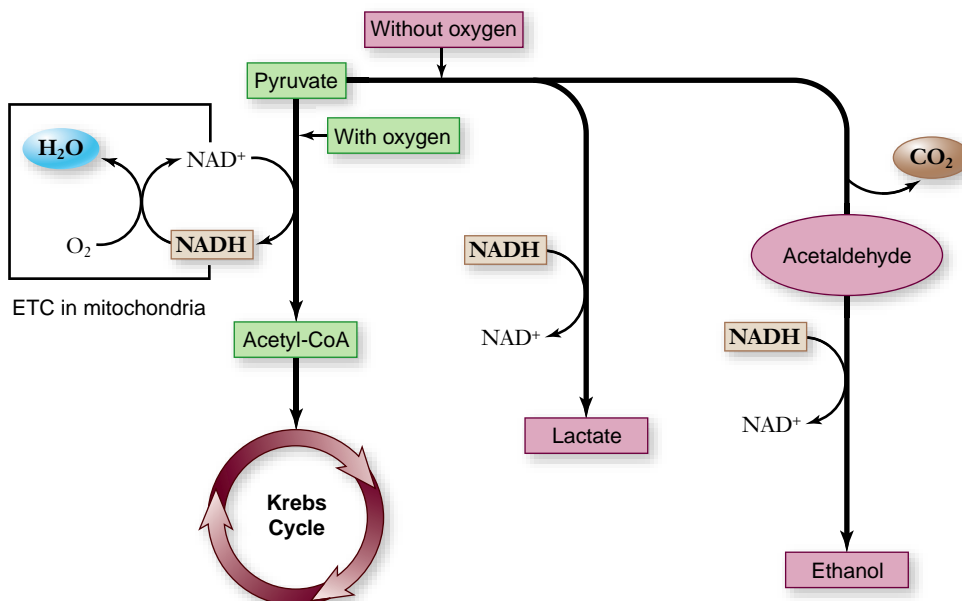 Without oxygen
Pyruvate
With oxygen
H₂O
NAD⁺
CO₂
O₂
NADH
NADH
Acetaldehyde
ETC in mitochondria
Acetyl-CoA
NAD⁺
NADH
NAD⁺
Lactate
Krebs
Cycle
Ethanol